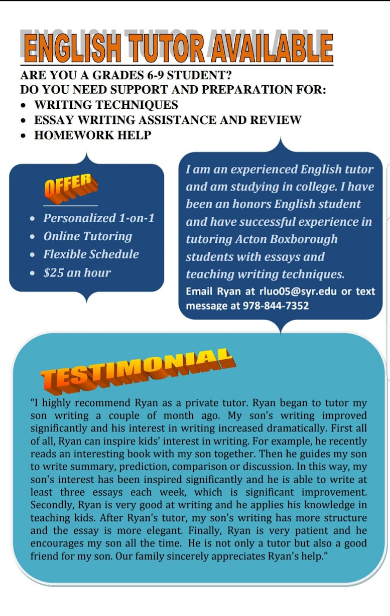 ENGLISH TUTOR AVAILABLE
ARE YOU A GRADES 6-9 STUDENT?
DO YOU NEED SUPPORT AND PREPARATION FOR:
• WRITING TECHNIQUES
• ESSAY WRITING ASSISTANCE AND REVIEW
• HOMEWORK HELP
OFFER
• Personalized 1-on-1
• Online Tutoring
• Flexible Schedule
• $25 an hour
I am an experienced English tutor
and am studying in college. I have
been an honors English student
and have successful experience in
tutoring Acton Boxborough
students with essays and
teaching writing techniques.
Email Ryan at rluo05@syr.edu or text
message at 978-844-7352
TESTIMONIAL
“I highly recommend Ryan as a private tutor. Ryan began to tutor my
son writing a couple of month ago. My son’s writing improved
significantly and his interest in writing increased dramatically. First all
of all, Ryan can inspire kids’ interest in writing. For example, he recently
reads an interesting book with my son together. Then he guides my son
to write summary, prediction, comparison or discussion. In this way, my
son’s interest has been inspired significantly and he is able to write at
least three essays each week, which is significant improvement.
Secondly, Ryan is very good at writing and he applies his knowledge in
teaching kids. After Ryan’s tutor, my son’s writing has more structure
and the essay is more elegant. Finally, Ryan is very patient and he
encourages my son all the time. He is not only a tutor but also a good
friend for my son. Our family sincerely appreciates Ryan’s help.”